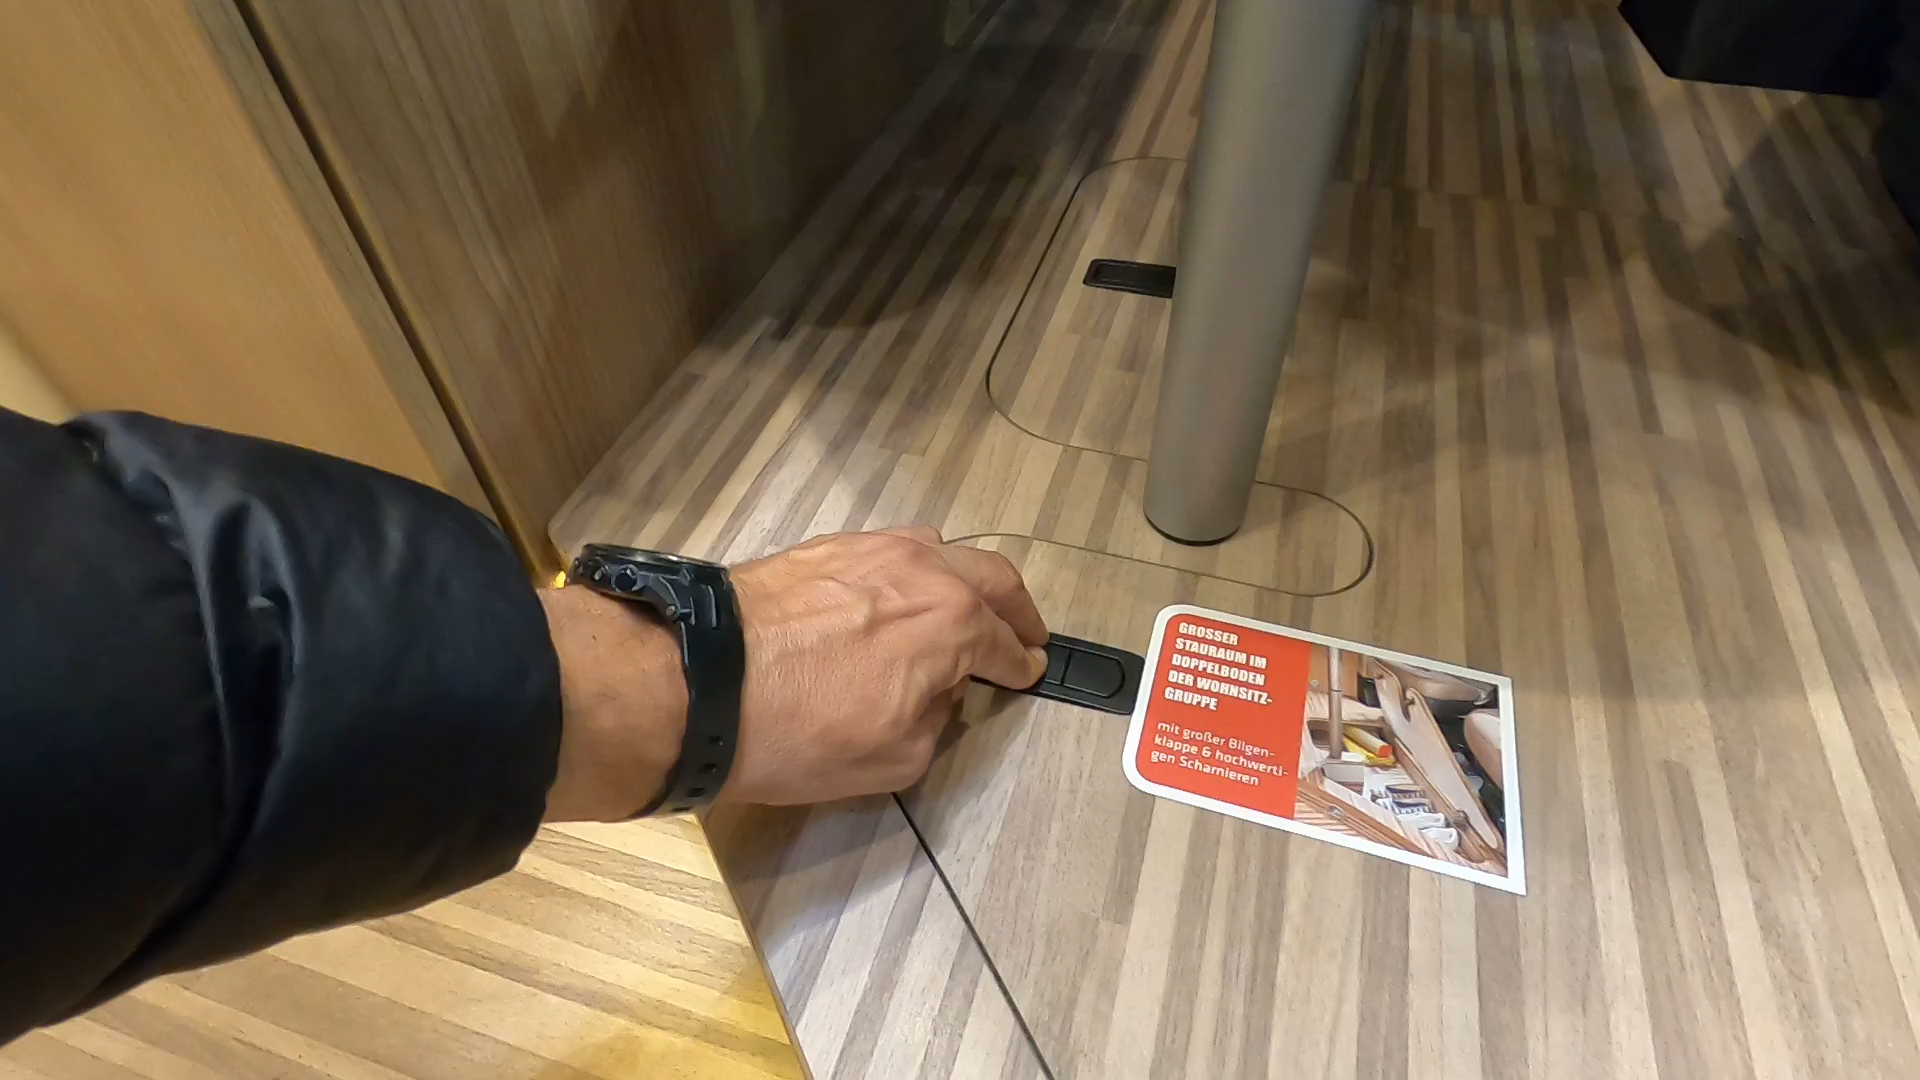 GROSSER
STAURAUM IM
DOPPELBODEN
DER WOHNSITZ-
GRUPPE
mit großer Bilgen-
klappe & hochwerti-
gen Scharnieren